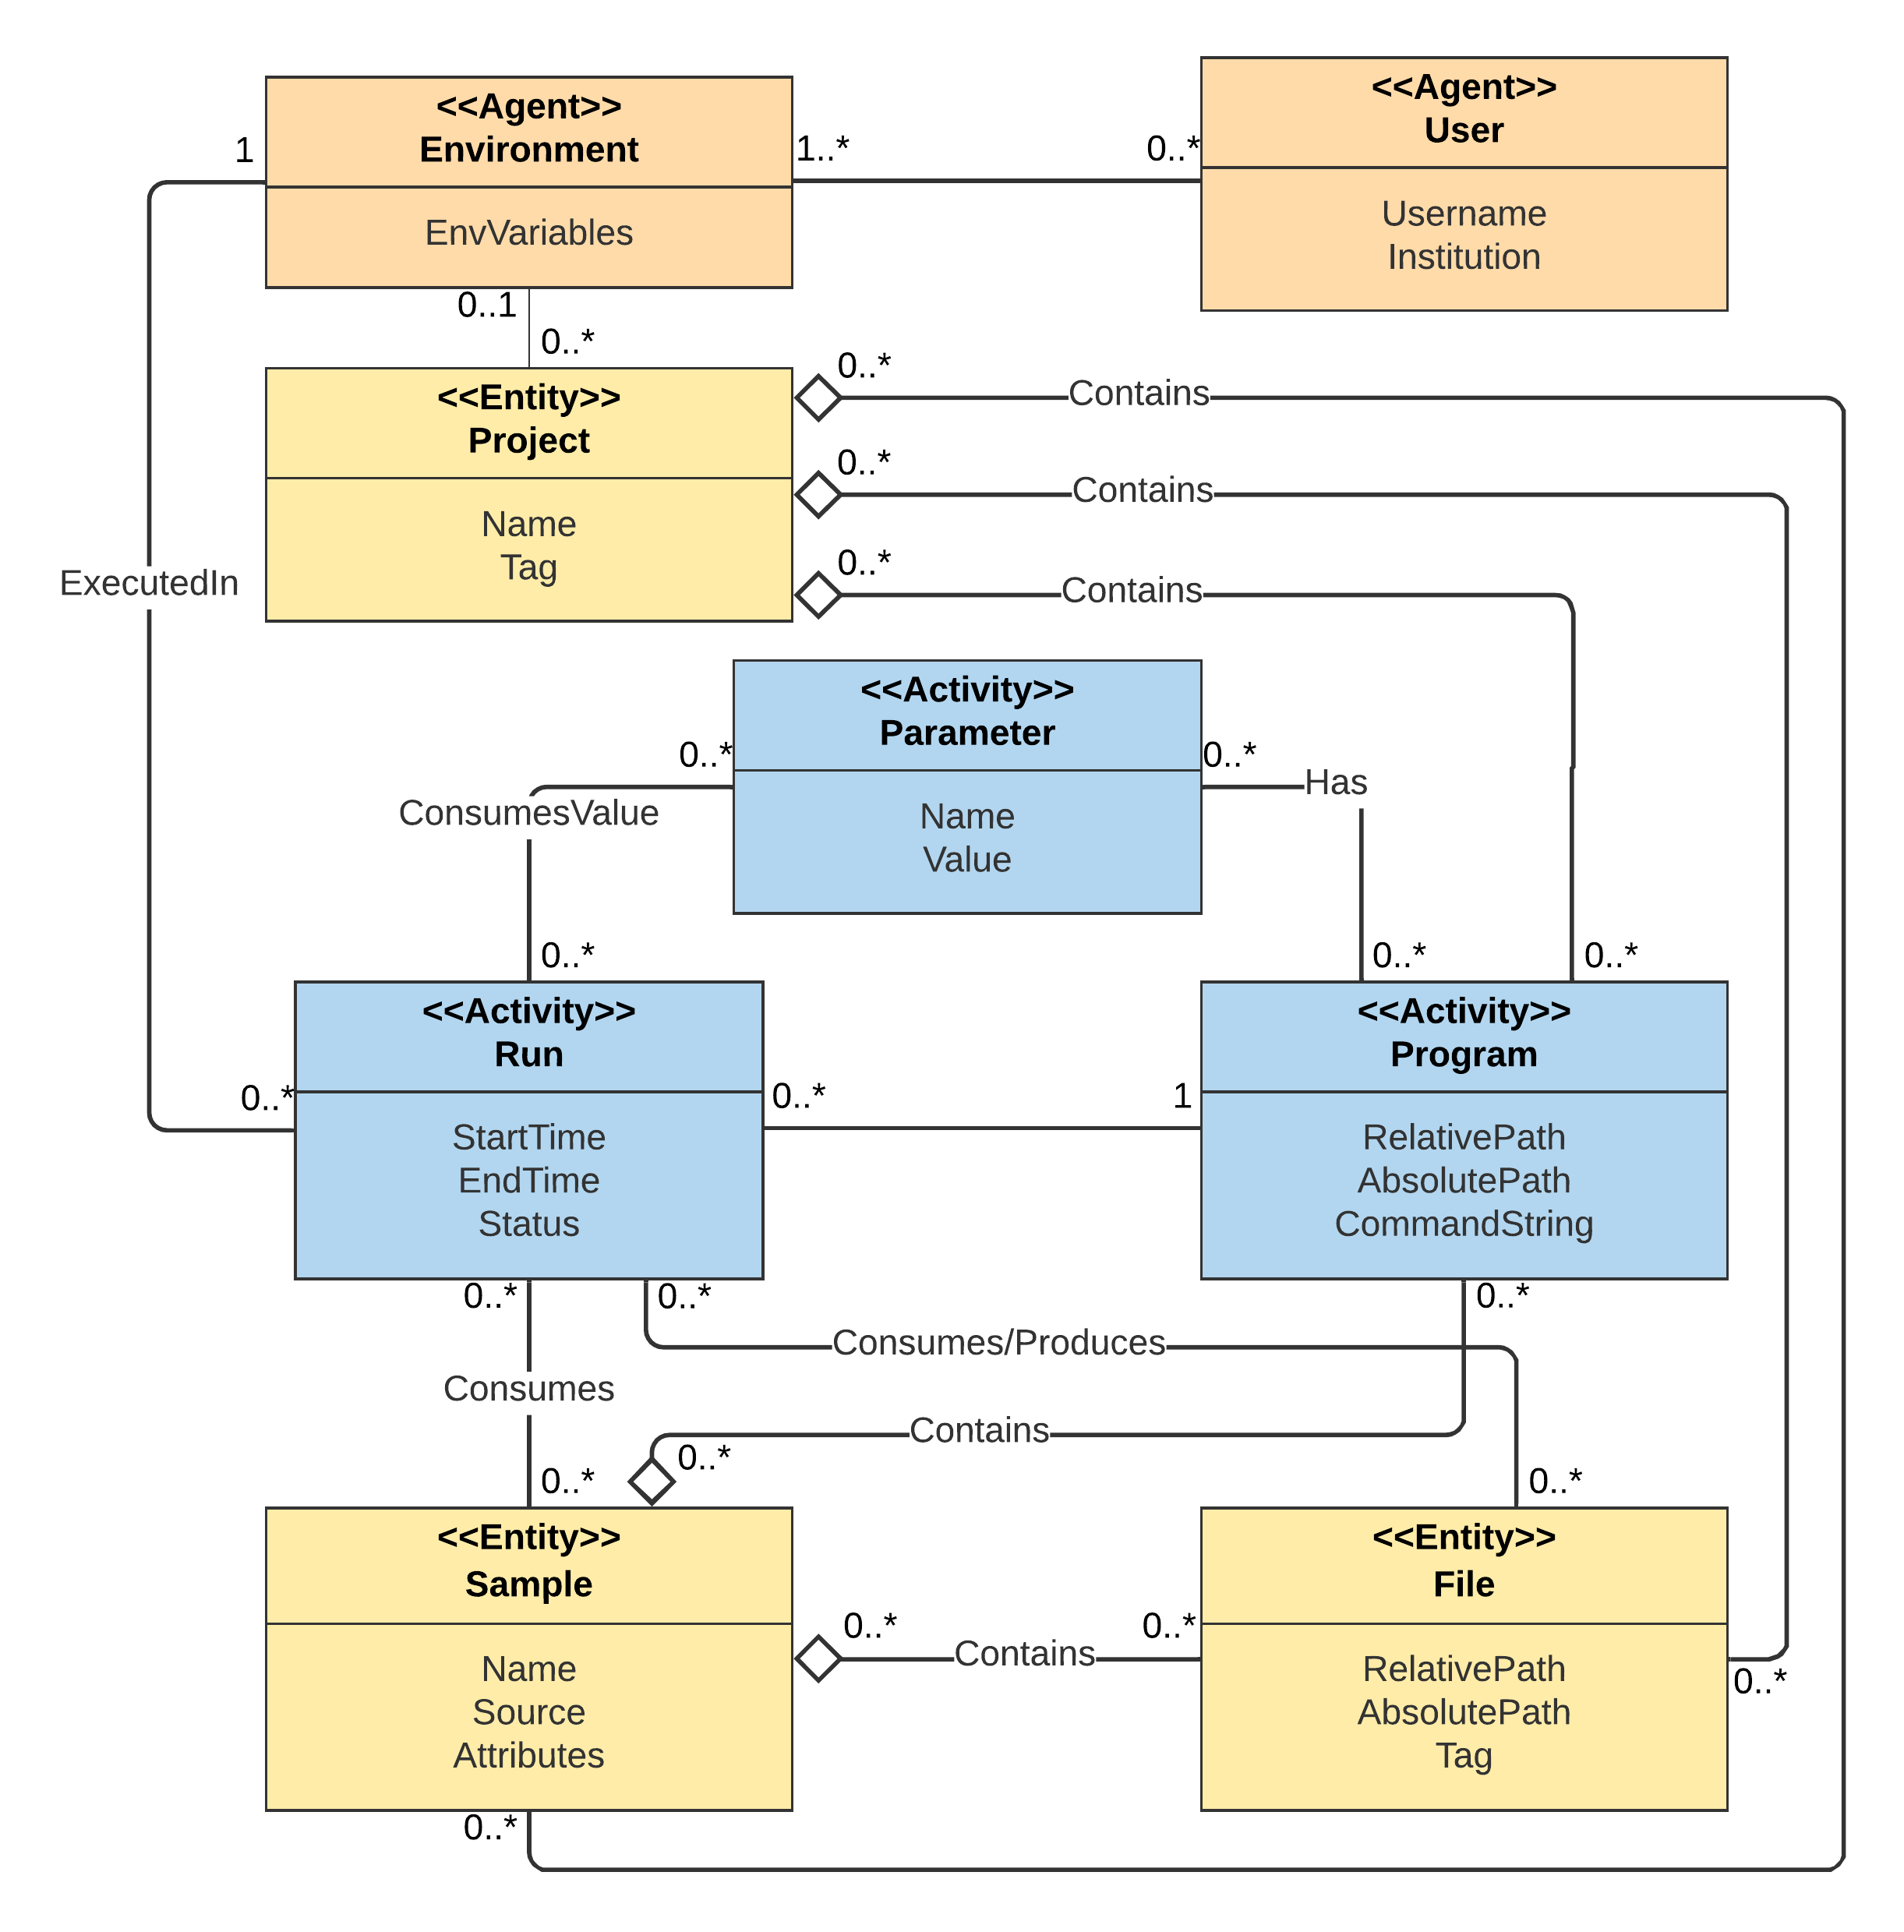 <<Agent>>
Environment
EnvVariables
<<Agent>>
User
Username
Institution
1
1..*
0..*
0..1
0..*
<<Entity>>
Project
Name
Tag
0..*
Contains
0..*
Contains
0..*
Contains
ExecutedIn
<<Activity>>
Parameter
Name
Value
0..*
0..*
Has
ConsumesValue
0..*
0..*
0..*
<<Activity>>
Run
StartTime
EndTime
Status
<<Activity>>
Program
RelativePath
AbsolutePath
CommandString
0..*
0..*
1
0..*
0..*
0..*
Consumes/Produces
Consumes
Contains
0..*
0..*
0..*
<<Entity>>
Sample
Name
Source
Attributes
<<Entity>>
File
RelativePath
AbsolutePath
Tag
0..*
Contains
0..*
0..*
0..*